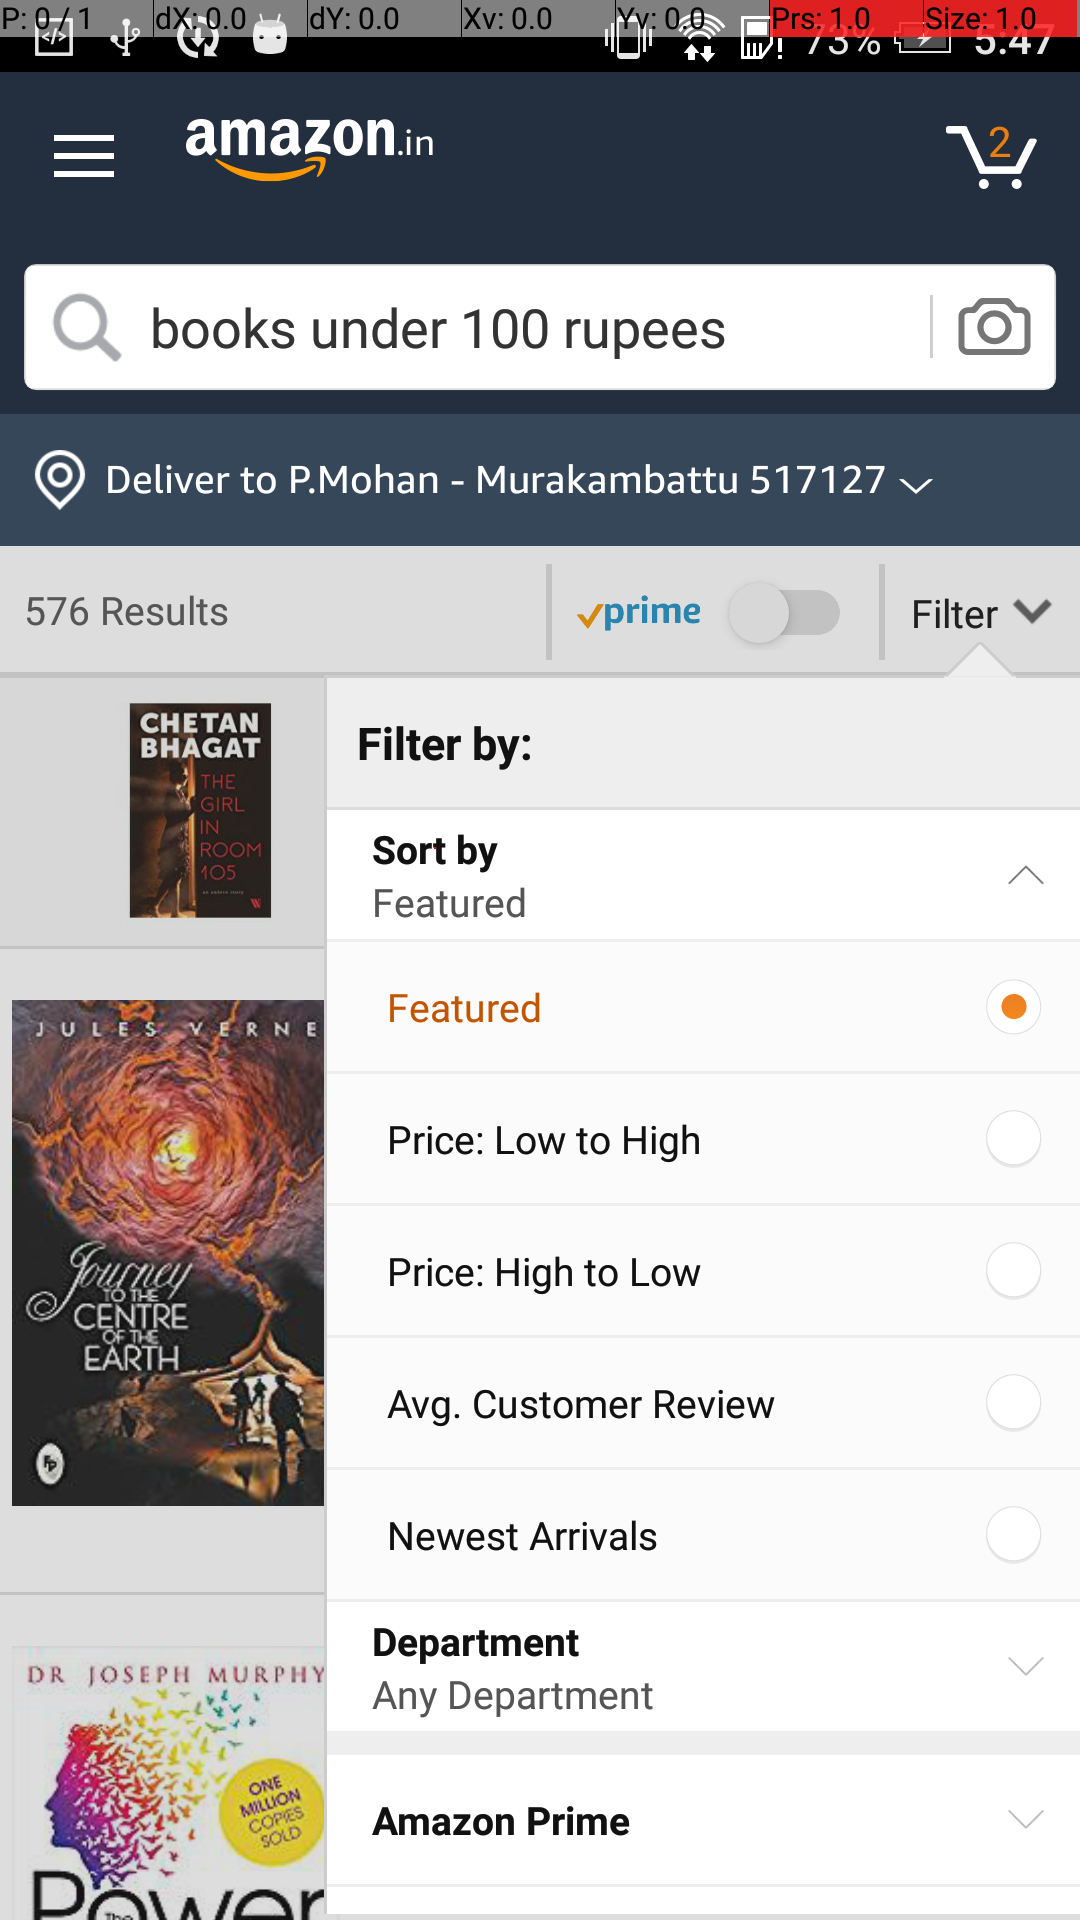 P: 0 / 1 dX: 0.0 dY: 0.0 Xv: 0.0 Yv: 0.0 Prs: 1.0 Size: 1.0
73% 5:47
amazon.in
2
books under 100 rupees
Deliver to P.Mohan - Murakambattu 517127
576 Results
prime
Filter
CHETAN
BHAGAT
THE
GIRL
IN
ROOM
105
Filter by:
Sort by
Featured
Featured
Price: Low to High
Price: High to Low
Avg. Customer Review
Newest Arrivals
Department
Any Department
Amazon Prime
JULES VERNE
Journey
TO THE
CENTRE
OF THE
EARTH
FP
DR JOSEPH MURPHY
ONE
MILLION
COPIES
SOLD
The
Power